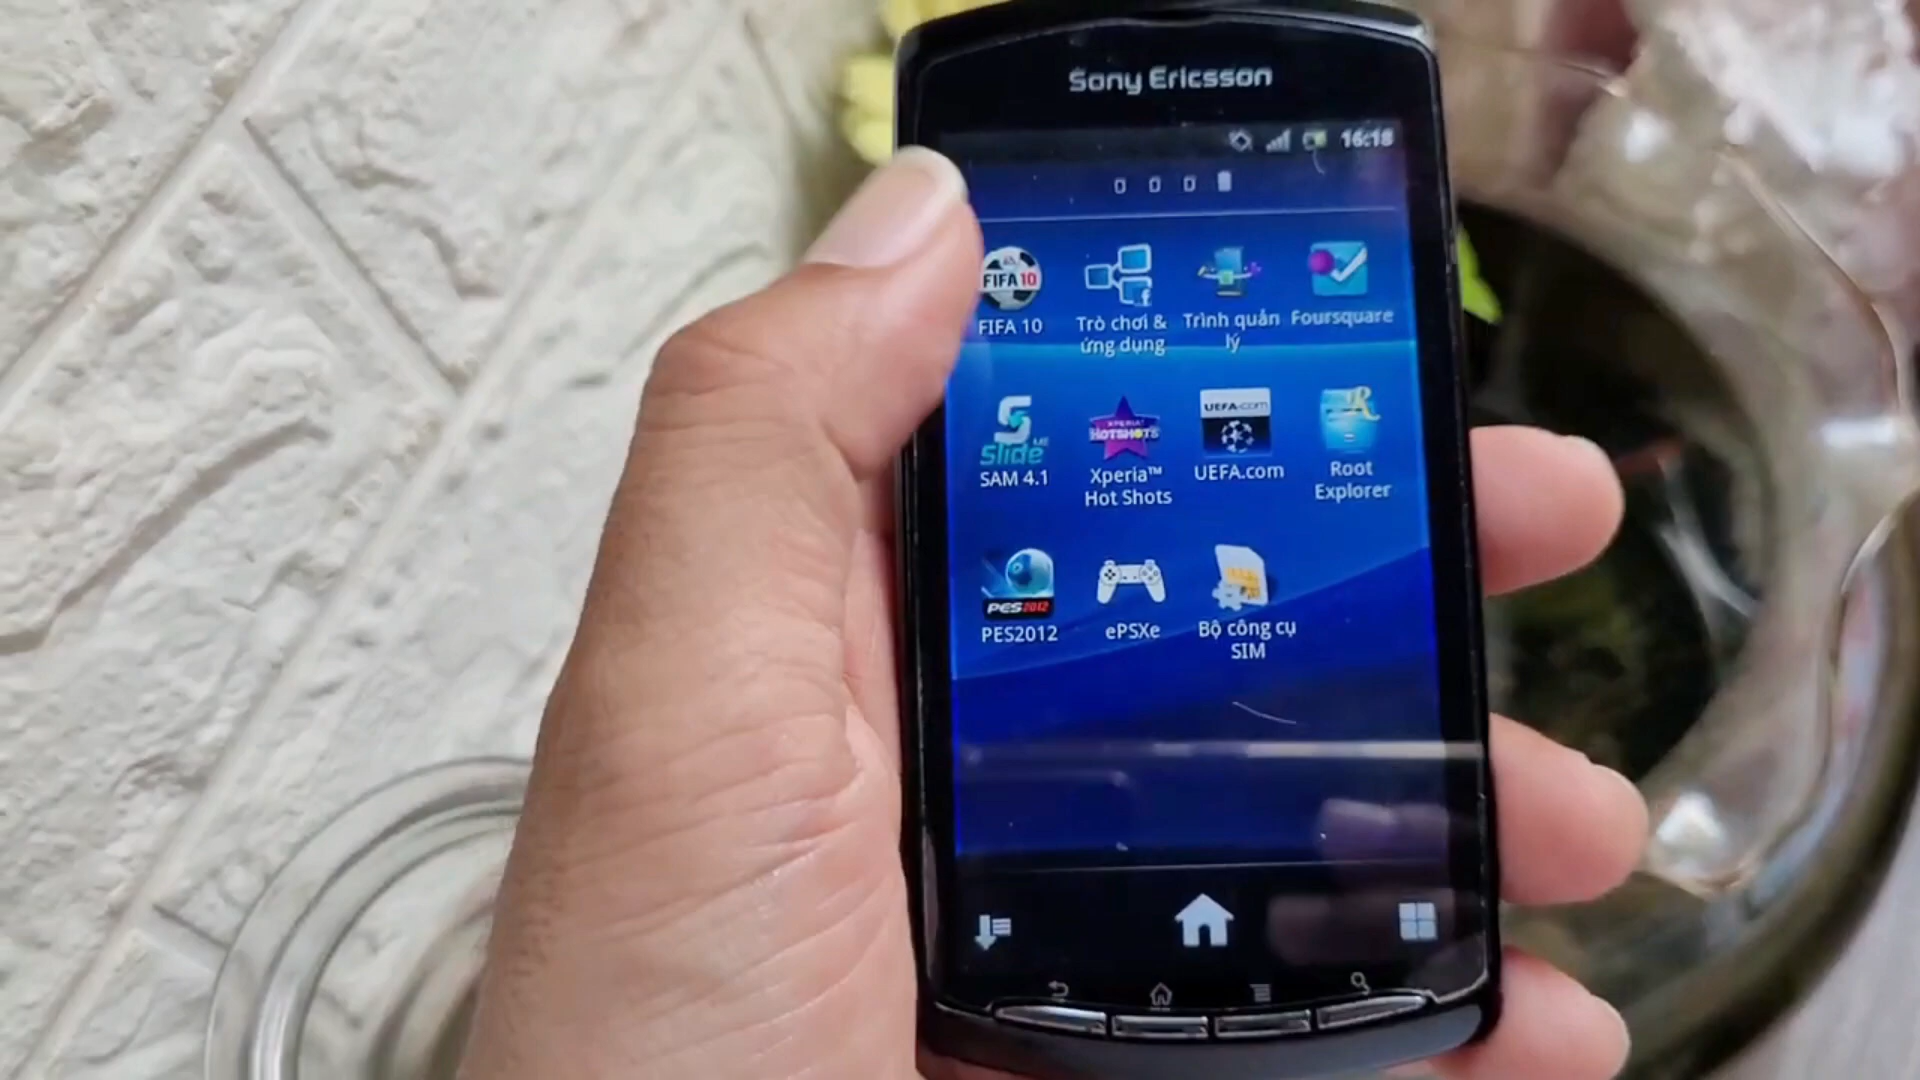 Sony Ericsson
16:18
FIFA 10
FIFA 10
Trò chơi &
ứng dụng
f
Trình quản
lý
Foursquare
S
Slide ME
SAM 4.1
XPERIA
HOTSHOTS
Xperia™
Hot Shots
UEFA.com
UEFA.com
R
Root
Explorer
PES2012
PES2012
ePSXe
Bộ công cụ
SIM